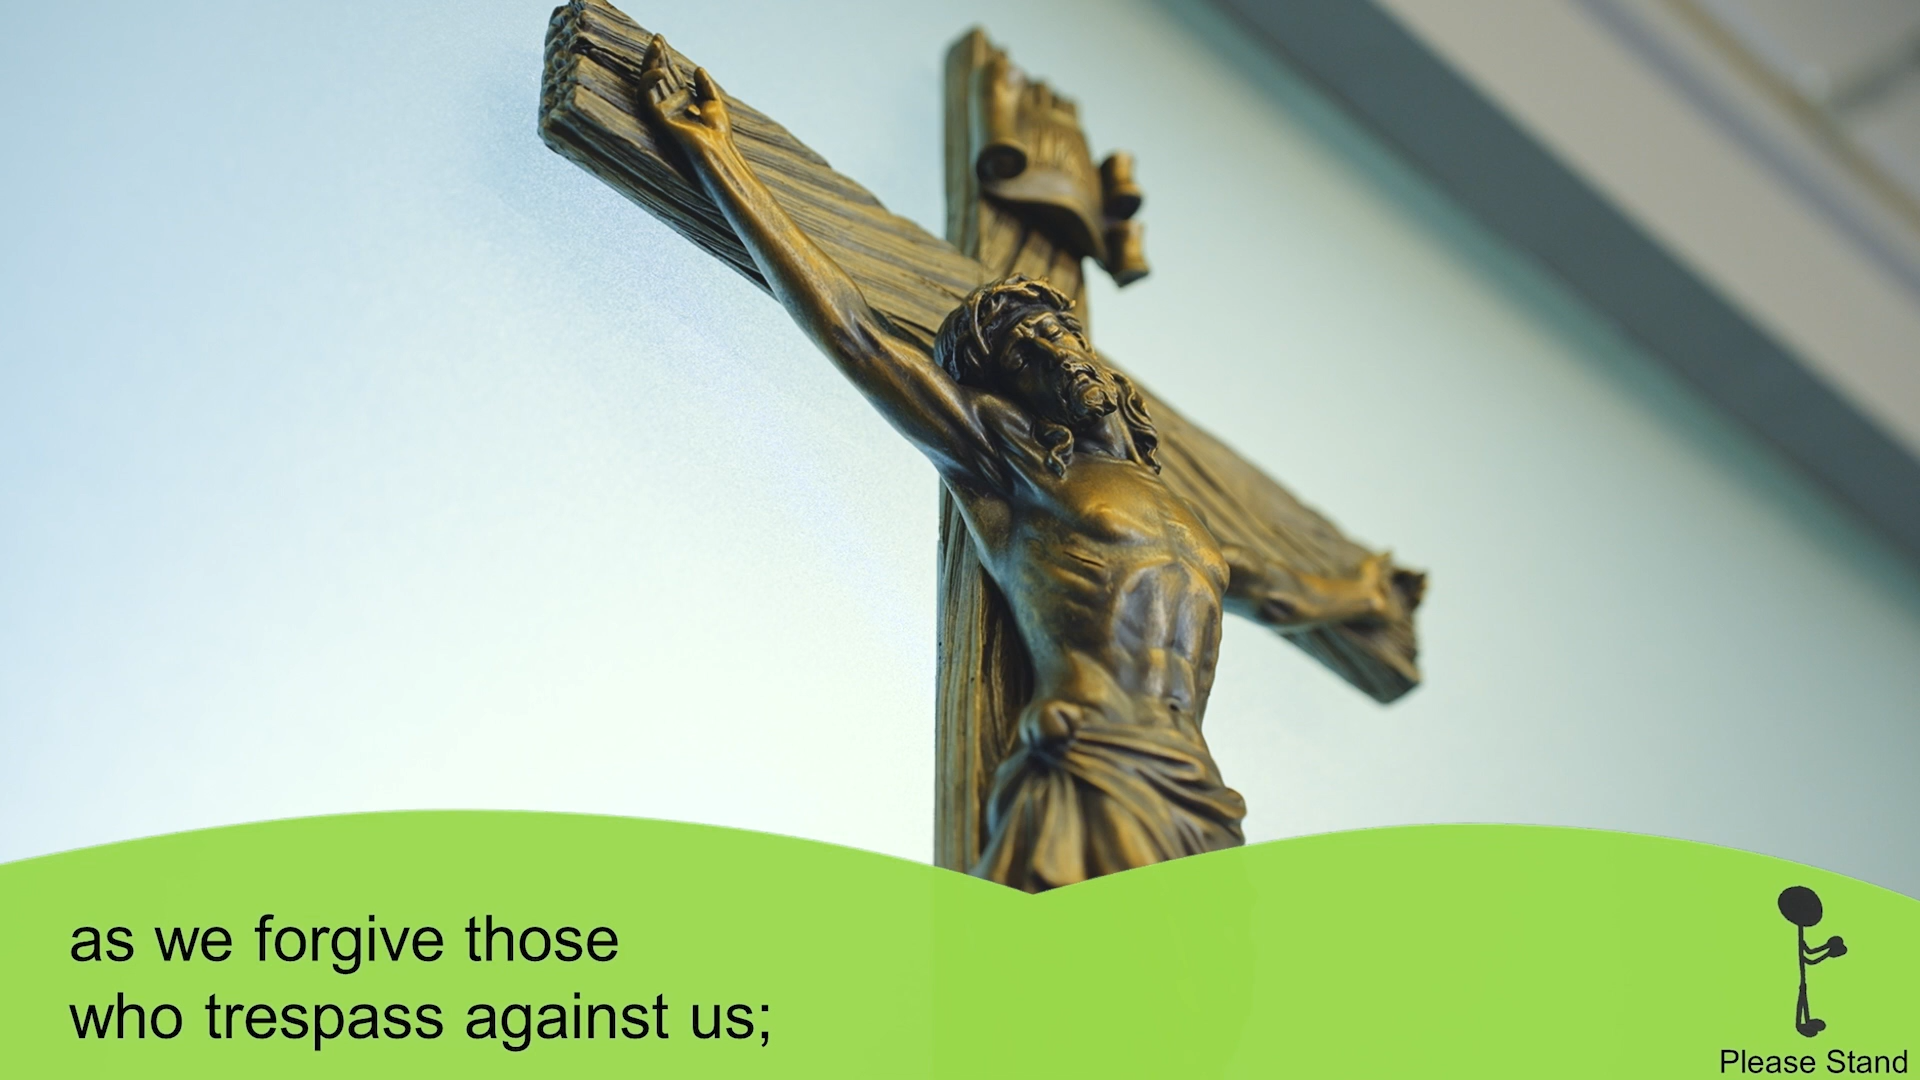 as we forgive those
who trespass against us;
Please Stand